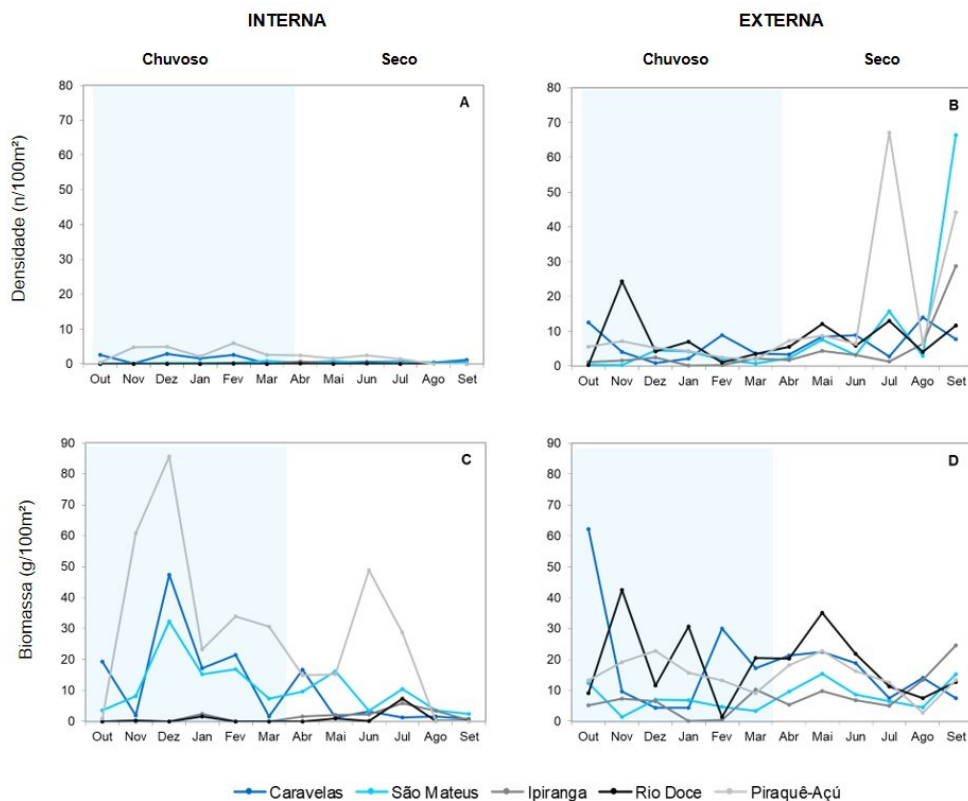 INTERNA EXTERNA
Chuvoso Seco Chuvoso Seco
Densidade (n/100m²)
80
70
60
50
40
30
20
10
0
A
Out Nov Dez Jan Fev Mar Abr Mai Jun Jul Ago Set
80
70
60
50
40
30
20
10
0
B
Out Nov Dez Jan Fev Mar Abr Mai Jun Jul Ago Set
Biomassa (g/100m²)
90
80
70
60
50
40
30
20
10
0
C
Out Nov Dez Jan Fev Mar Abr Mai Jun Jul Ago Set
90
80
70
60
50
40
30
20
10
0
D
Out Nov Dez Jan Fev Mar Abr Mai Jun Jul Ago Set
Caravelas São Mateus Ipiranga Rio Doce Piraquê-Açú